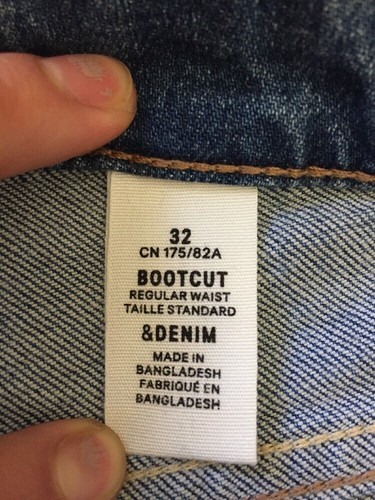 32
CN 175/82A
BOOTCUT
REGULAR WAIST
TAILLE STANDARD
&DENIM
MADE IN
BANGLADESH
FABRIQUÉ EN
BANGLADESH